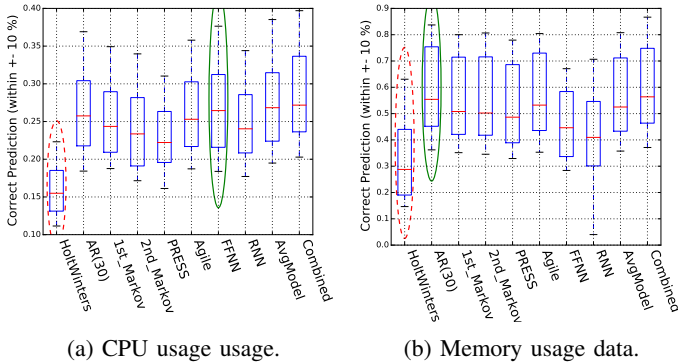 Correct Prediction (within +- 10 %)
0.40
0.35
0.30
0.25
0.20
0.15
0.10
HoltWinters
AR(30)
1st_Markov
2nd_Markov
PRESS
Agile
FFNN
RNN
AvgModel
Combined
(a) CPU usage usage.
Correct Prediction (within +- 10 %)
0.9
0.8
0.7
0.6
0.5
0.4
0.3
0.2
0.1
0.0
HoltWinters
AR(30)
1st_Markov
2nd_Markov
PRESS
Agile
FFNN
RNN
AvgModel
Combined
(b) Memory usage data.